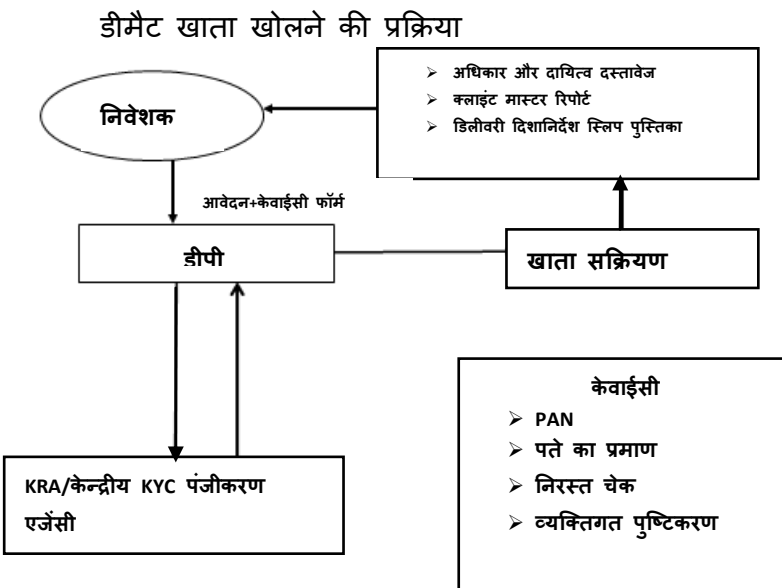 डीमैट खाता खोलने की प्रक्रिया
➢ अधिकार और दायित्व दस्तावेज
➢ क्लाइंट मास्टर रिपोर्ट
➢ डिलीवरी दिशानिर्देश स्लिप पुस्तिका
निवेशक
आवेदन+केवाईसी फॉर्म
डीपी
खाता सक्रियण
KRA/केन्द्रीय KYC पंजीकरण
एजेंसी
केवाईसी
➢ PAN
➢ पते का प्रमाण
➢ निरस्त चेक
➢ व्यक्तिगत पुष्टिकरण